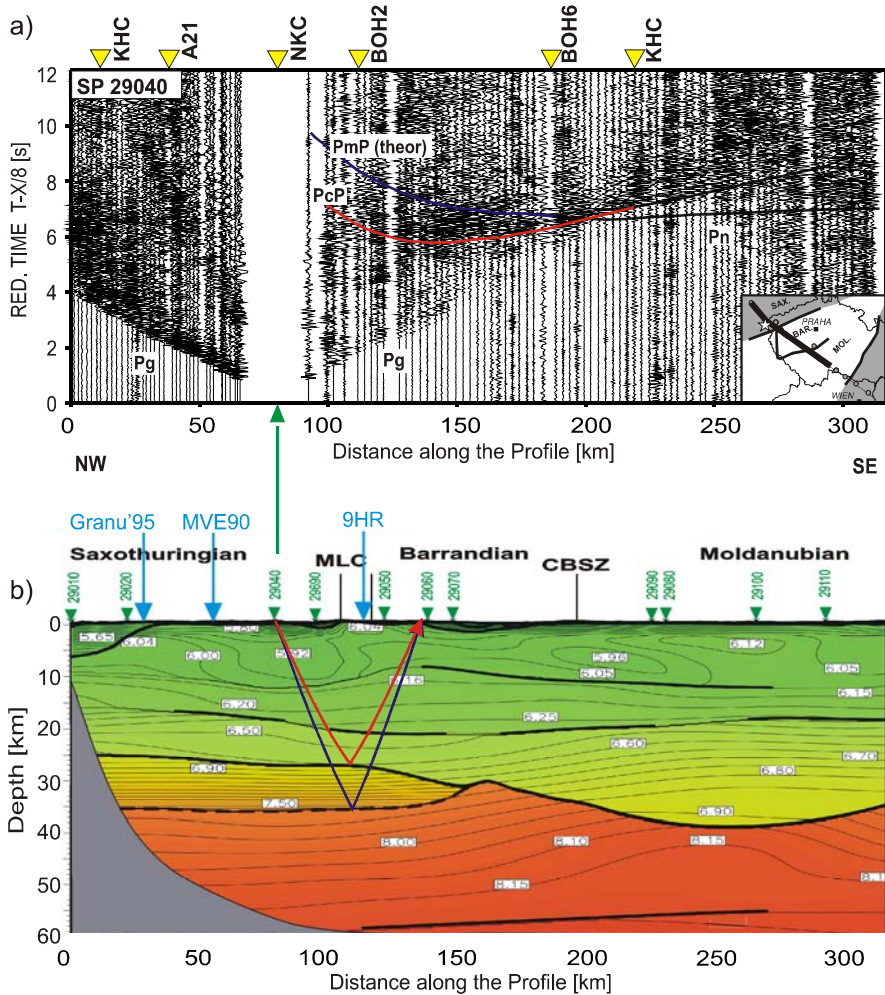 a)
KHC
A21
NKC
BOH2
BOH6
KHC
SP 29040
RED. TIME T-X/8 [s]
12
10
8
6
4
2
0
PmP (theor)
PcP
Pn
Pg
Pg
SAX.
PRAHA
BAR.
MOL.
WIEN
0 50 100 150 200 250 300
Distance along the Profile [km]
NW
SE
Granu'95 MVE90 9HR
b)
Saxothuringian MLC Barrandian CBSZ Moldanubian
29010 29020 29040 29690 29050 29060 29070 29090 29080 29100 29110
Depth [km]
0
10
20
30
40
50
60
5.65
6.04
6.00
5.92
6.04
6.12
5.96
6.05
6.05
6.15
6.20
6.25
6.50
6.60
6.70
6.80
6.90
6.90
7.50
8.00
8.10
8.15
8.15
0 50 100 150 200 250 300
Distance along the Profile [km]